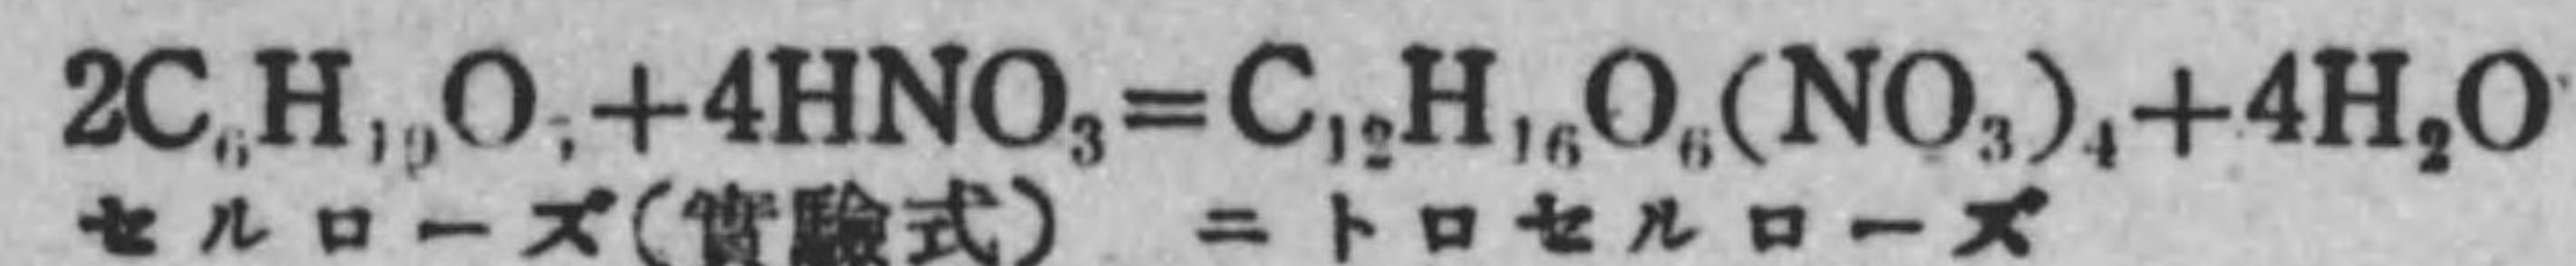 2C₆H₁₀O₅+4HNO₃=C₁₂H₁₆O₆(NO₃)₄+4H₂O
セルローズ(實驗式) ニトロセルローズ